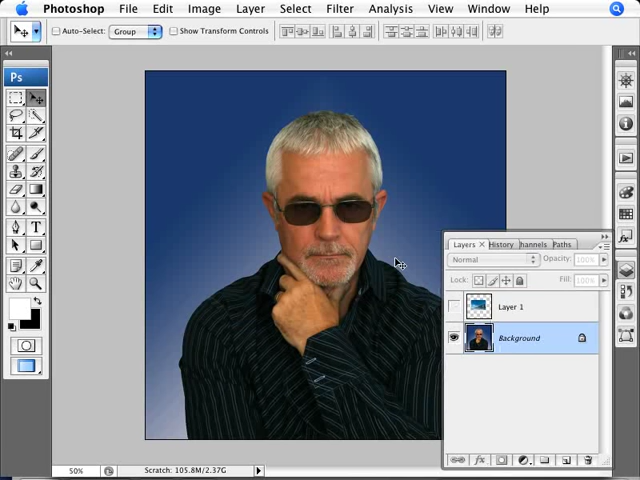 Photoshop File Edit Image Layer Select Filter Analysis View Window Help
Auto-Select: Group Show Transform Controls
Ps
Layers × History Channels Paths
Normal Opacity: 100%
Lock: Fill: 100%
Layer 1
Background
T
50% Scratch: 105.8M/2.37G